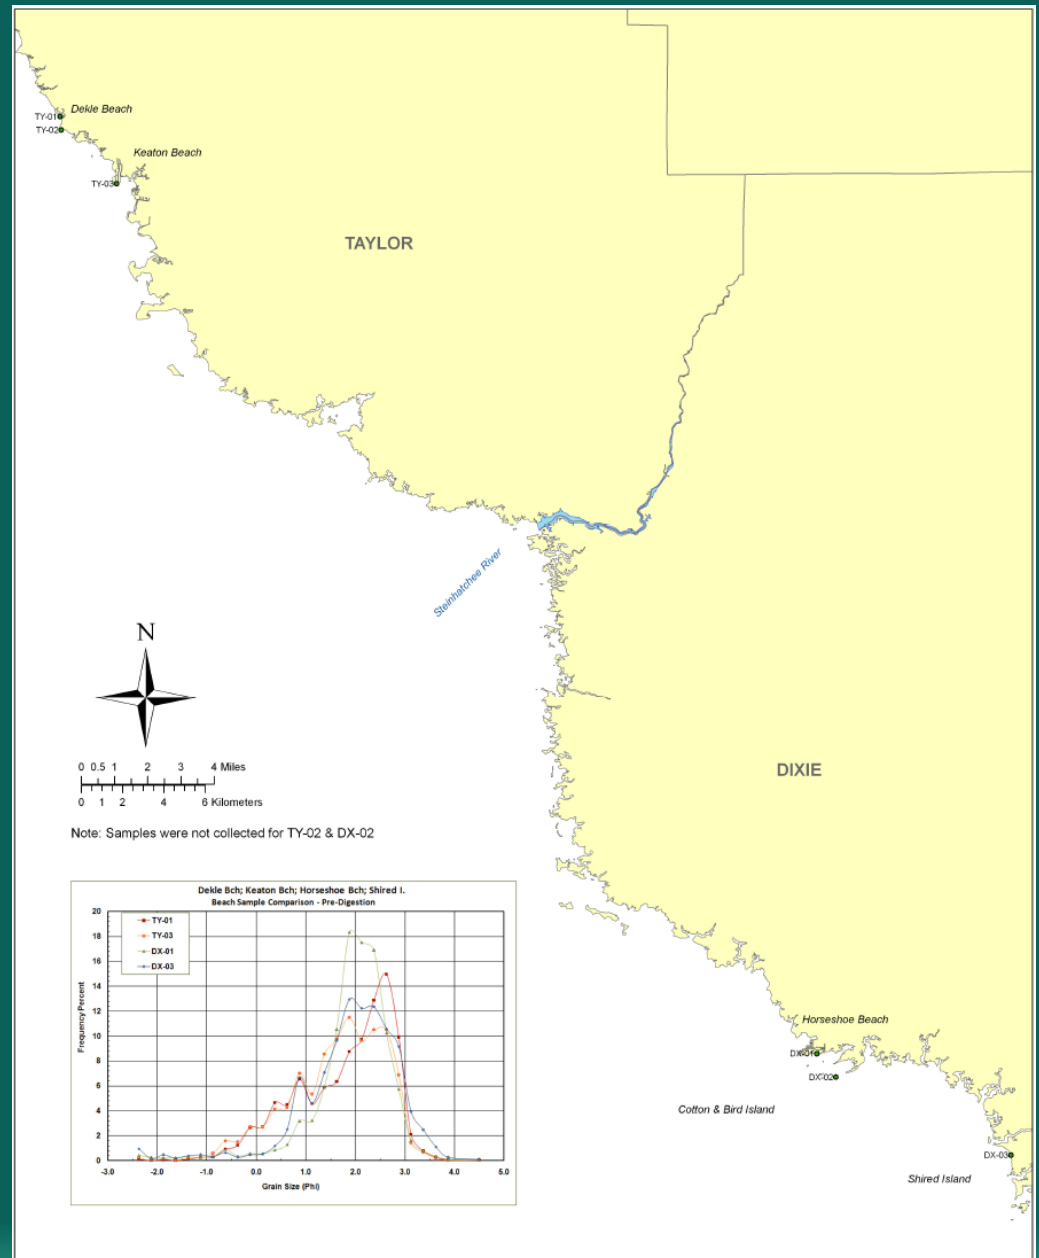 Dekle Beach
TY-01
TY-02
Keaton Beach
TY-03
TAYLOR
Steinhatchee River
N
0 0.5 1 2 3 4 Miles
0 1 2 4 6 Kilometers
DIXIE
Note: Samples were not collected for TY-02 & DX-02
Dekle Bch; Keaton Bch; Horseshoe Bch; Shired I.
Beach Sample Comparison - Pre-Digestion
TY-01
TY-03
DX-01
DX-03
Frequency Percent
20
18
16
14
12
10
8
6
4
2
0
-3.0 -2.0 -1.0 0.0 1.0 2.0 3.0 4.0 5.0
Grain Size (Phi)
Horseshoe Beach
DX-01
DX-02
Cotton & Bird Island
DX-03
Shired Island